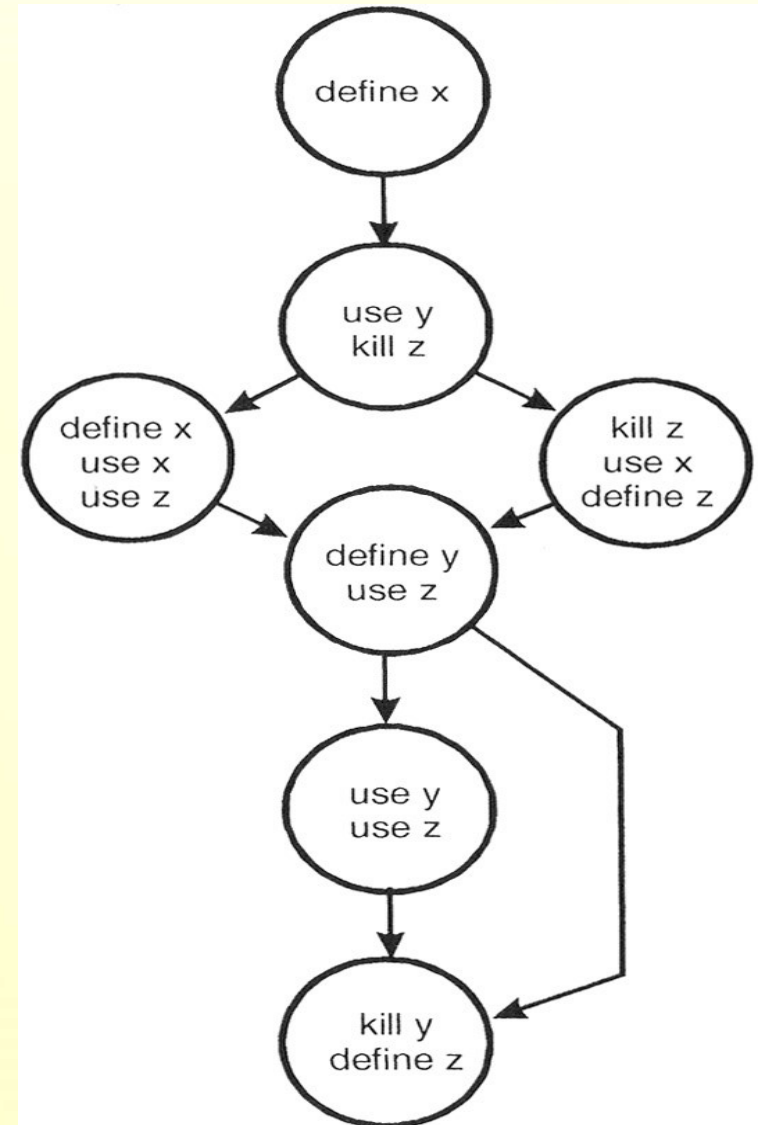 define x
use y
kill z
define x
use x
use z
kill z
use x
define z
define y
use z
use y
use z
kill y
define z